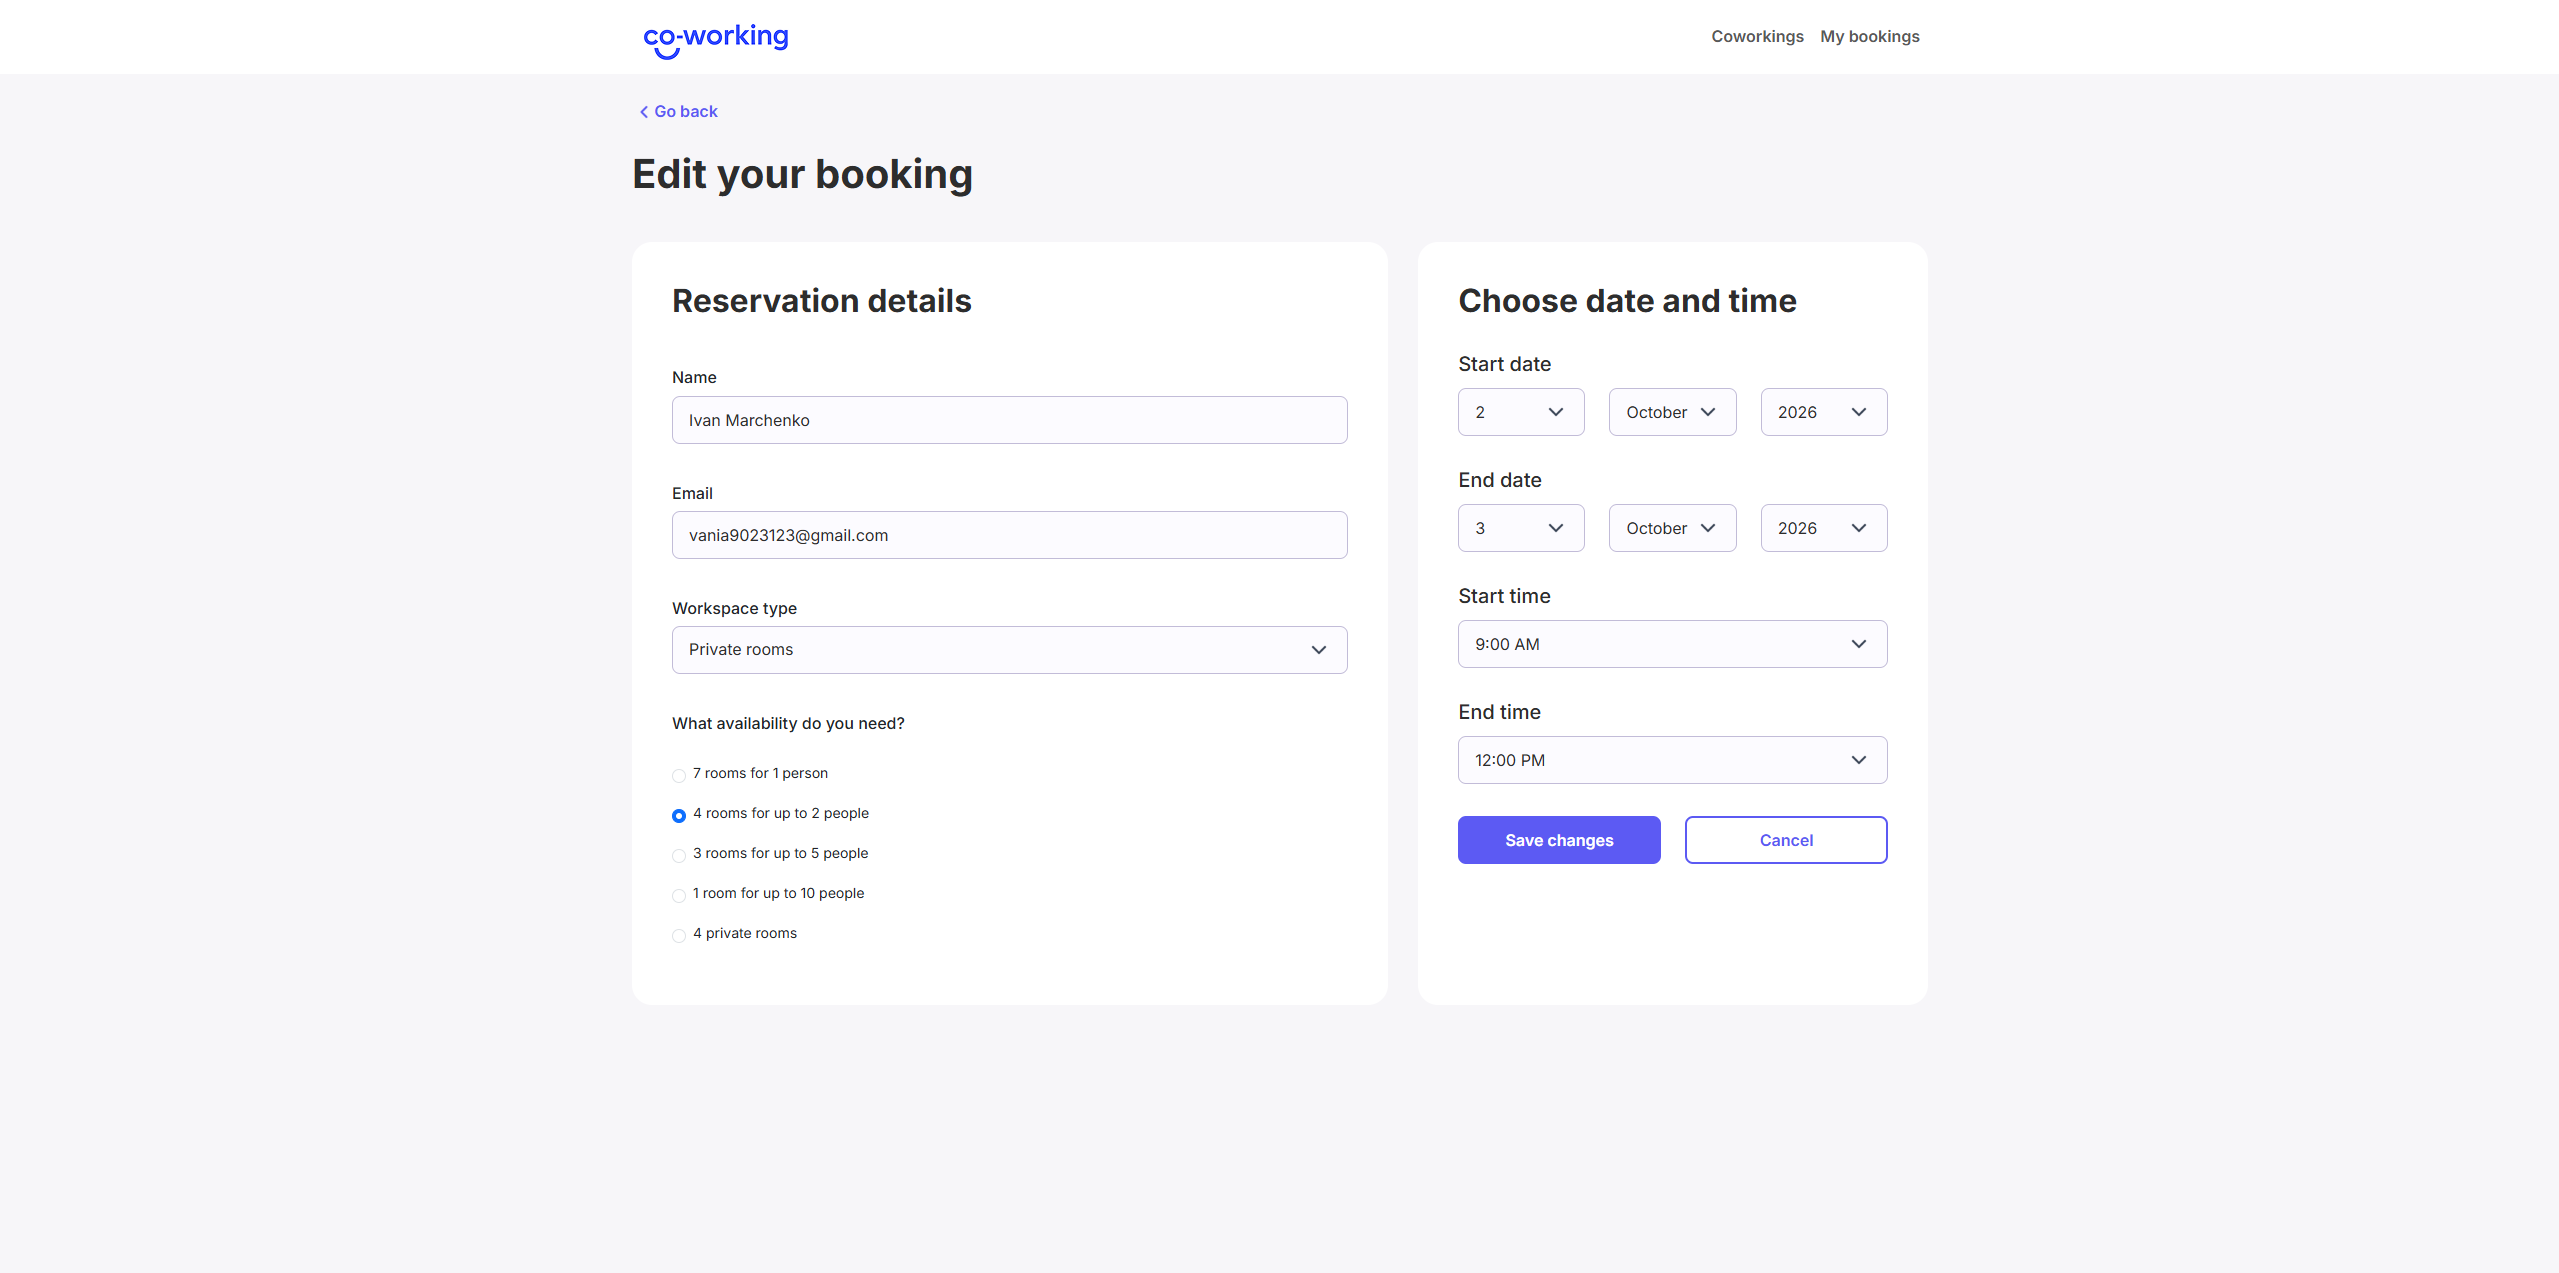 co-working
Coworkings My bookings
Go back
Edit your booking
Reservation details
Name
Ivan Marchenko
Email
vania9023123@gmail.com
Workspace type
Private rooms
What availability do you need?
7 rooms for 1 person
4 rooms for up to 2 people
3 rooms for up to 5 people
1 room for up to 10 people
4 private rooms
Choose date and time
Start date
2 October 2026
End date
3 October 2026
Start time
9:00 AM
End time
12:00 PM
Save changes Cancel